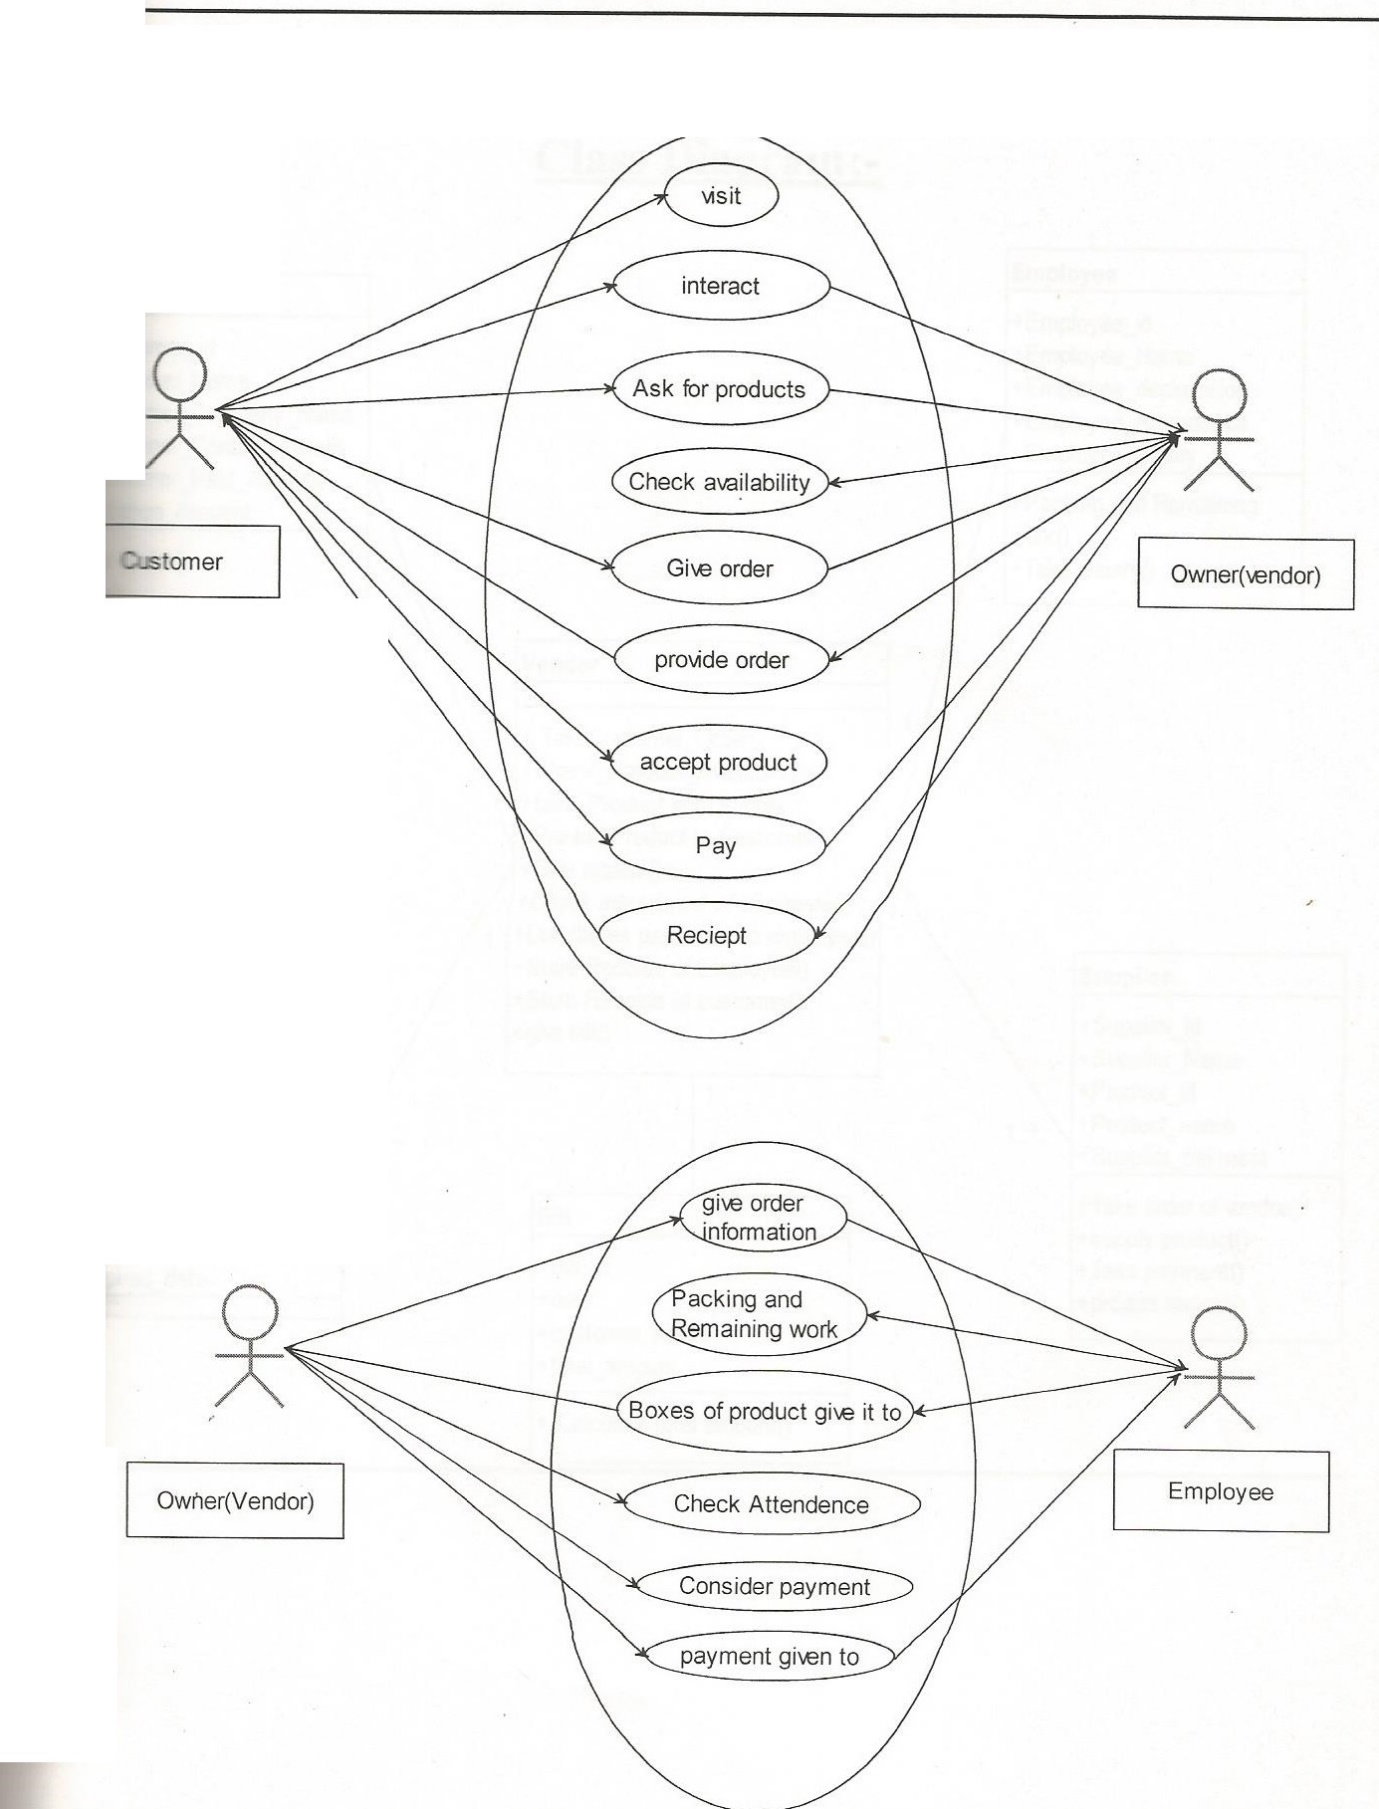 visit
interact
Ask for products
Check availability
Give order
provide order
accept product
Pay
Reciept
Customer
Owner(vendor)
give order
information
Packing and
Remaining work
Boxes of product give it to
Check Attendence
Consider payment
payment given to
Owner(Vendor)
Employee